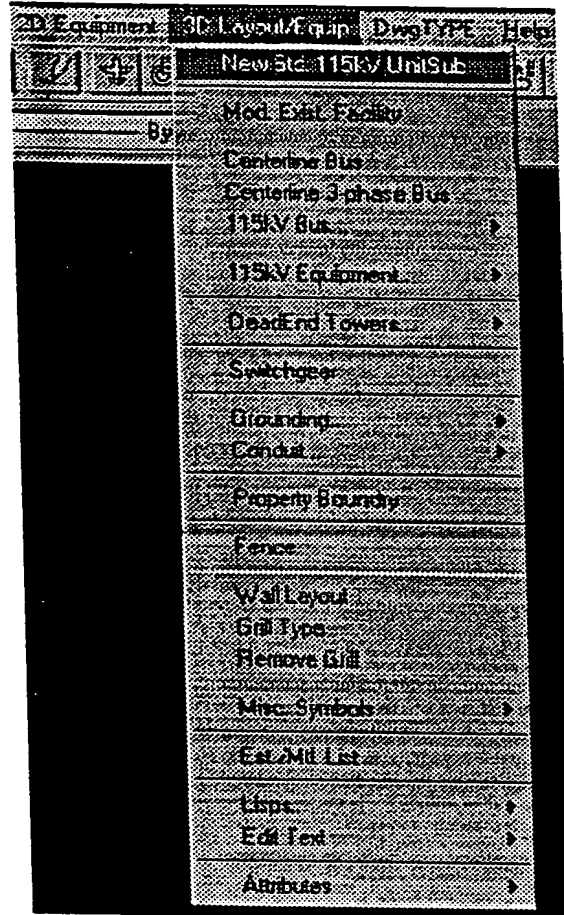 2D Equipment 3D Layout/Equip DwgTYPE Help
New Std. 115kV UnitSub
By
Mod. Exist. Facility
Centerline Bus
Centerline 3-phase Bus
115kV Bus...
115kV Equipment...
DeadEnd Towers...
Switchgear
Grounding...
Conduit...
Property Boundry
Fence
Wall Layout
Grill Type
Remove Grill
Misc. Symbols
Est./Mtl. List
Lisps...
Edit Text
Attributes